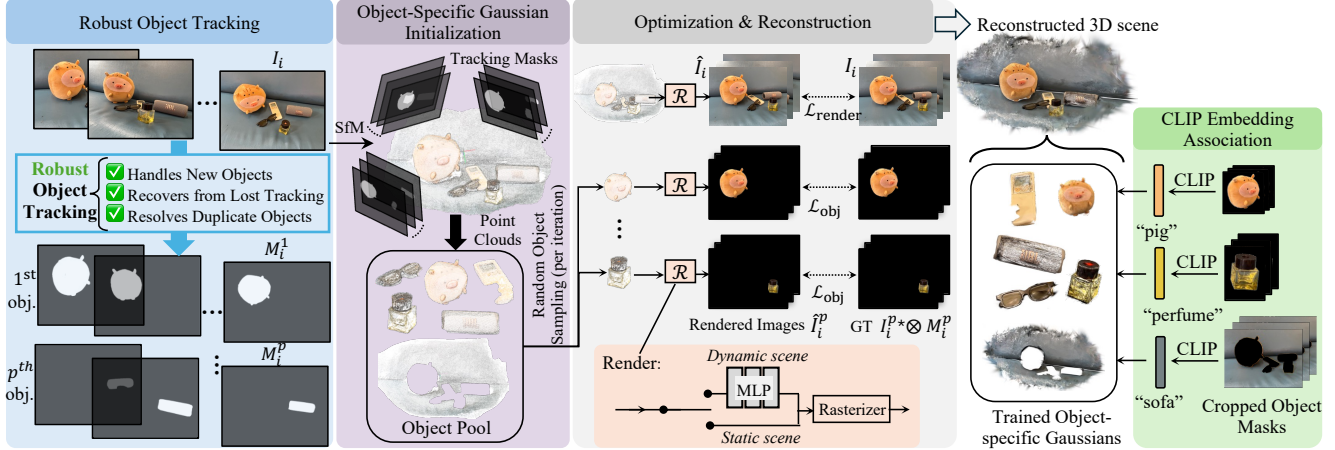 Robust Object Tracking
I_i
...
Robust
Object
Tracking
✅ Handles New Objects
✅ Recovers from Lost Tracking
✅ Resolves Duplicate Objects
1^st
obj.
M_i^1
...
p^th
obj.
M_i^p
Object-Specific Gaussian
Initialization
Tracking Masks
SfM
Point
Clouds
Object Pool
Random Object
Sampling (per iteration)
Optimization & Reconstruction
Î_i
I_i
ℛ
ℒ_render
ℛ
ℒ_obj
...
ℛ
ℒ_obj
Rendered Images Î_i^p
GT I_i^p*⊗ M_i^p
Render:
Dynamic scene
MLP
Rasterizer
Static scene
Reconstructed 3D scene
Trained Object-
specific Gaussians
CLIP Embedding
Association
CLIP
“pig”
CLIP
“perfume”
CLIP
“sofa”
Cropped Object
Masks